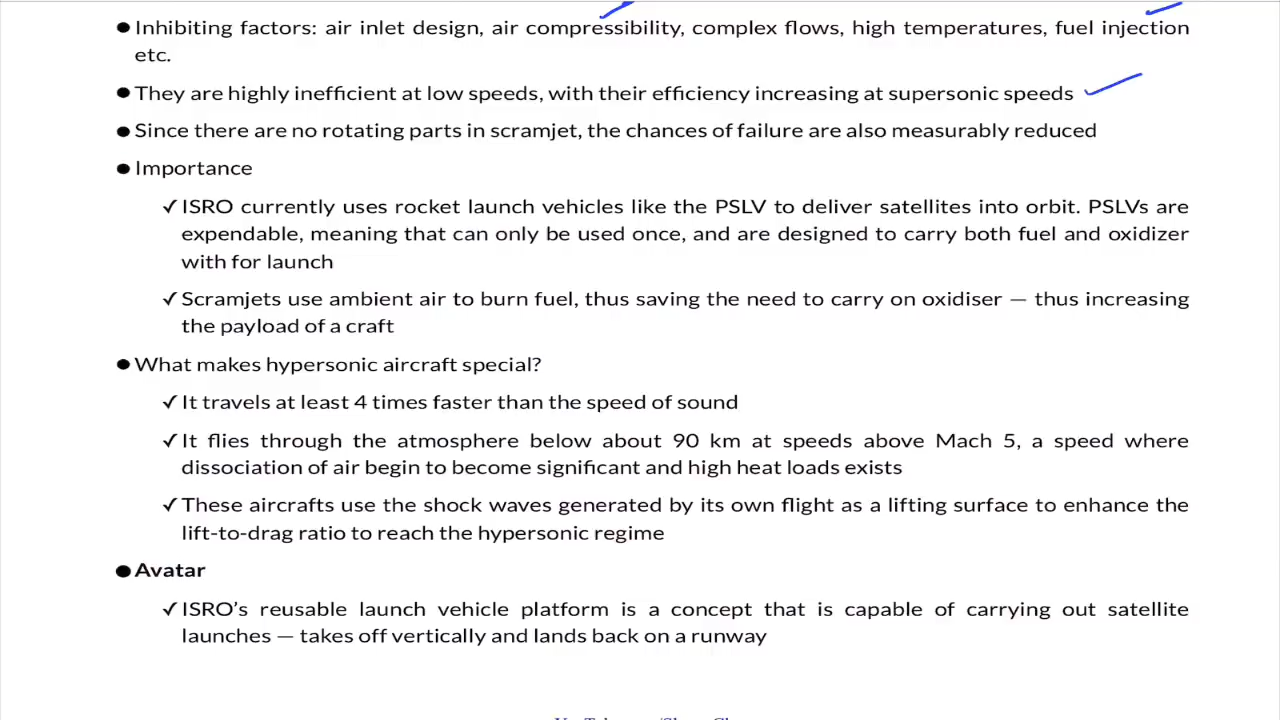 ● Inhibiting factors: air inlet design, air compressibility, complex flows, high temperatures, fuel injection
etc.
● They are highly inefficient at low speeds, with their efficiency increasing at supersonic speeds
● Since there are no rotating parts in scramjet, the chances of failure are also measurably reduced
● Importance
✓ ISRO currently uses rocket launch vehicles like the PSLV to deliver satellites into orbit. PSLVs are
expendable, meaning that can only be used once, and are designed to carry both fuel and oxidizer
with for launch
✓ Scramjets use ambient air to burn fuel, thus saving the need to carry on oxidiser — thus increasing
the payload of a craft
● What makes hypersonic aircraft special?
✓ It travels at least 4 times faster than the speed of sound
✓ It flies through the atmosphere below about 90 km at speeds above Mach 5, a speed where
dissociation of air begin to become significant and high heat loads exists
✓ These aircrafts use the shock waves generated by its own flight as a lifting surface to enhance the
lift-to-drag ratio to reach the hypersonic regime
● Avatar
✓ ISRO's reusable launch vehicle platform is a concept that is capable of carrying out satellite
launches — takes off vertically and lands back on a runway